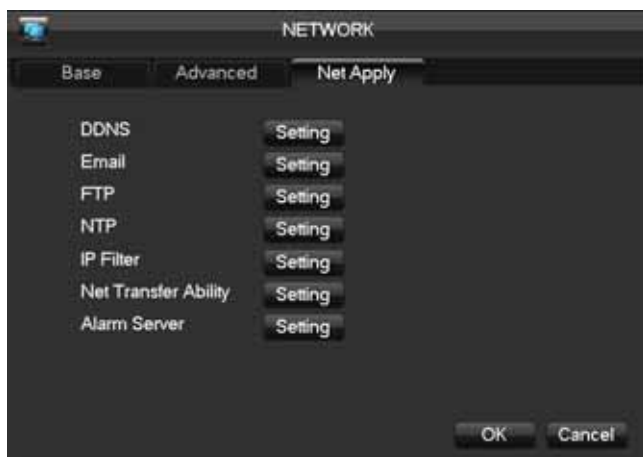 NETWORK
Base Advanced Net Apply
DDNS Setting
Email Setting
FTP Setting
NTP Setting
IP Filter Setting
Net Transfer Ability Setting
Alarm Server Setting
OK Cancel